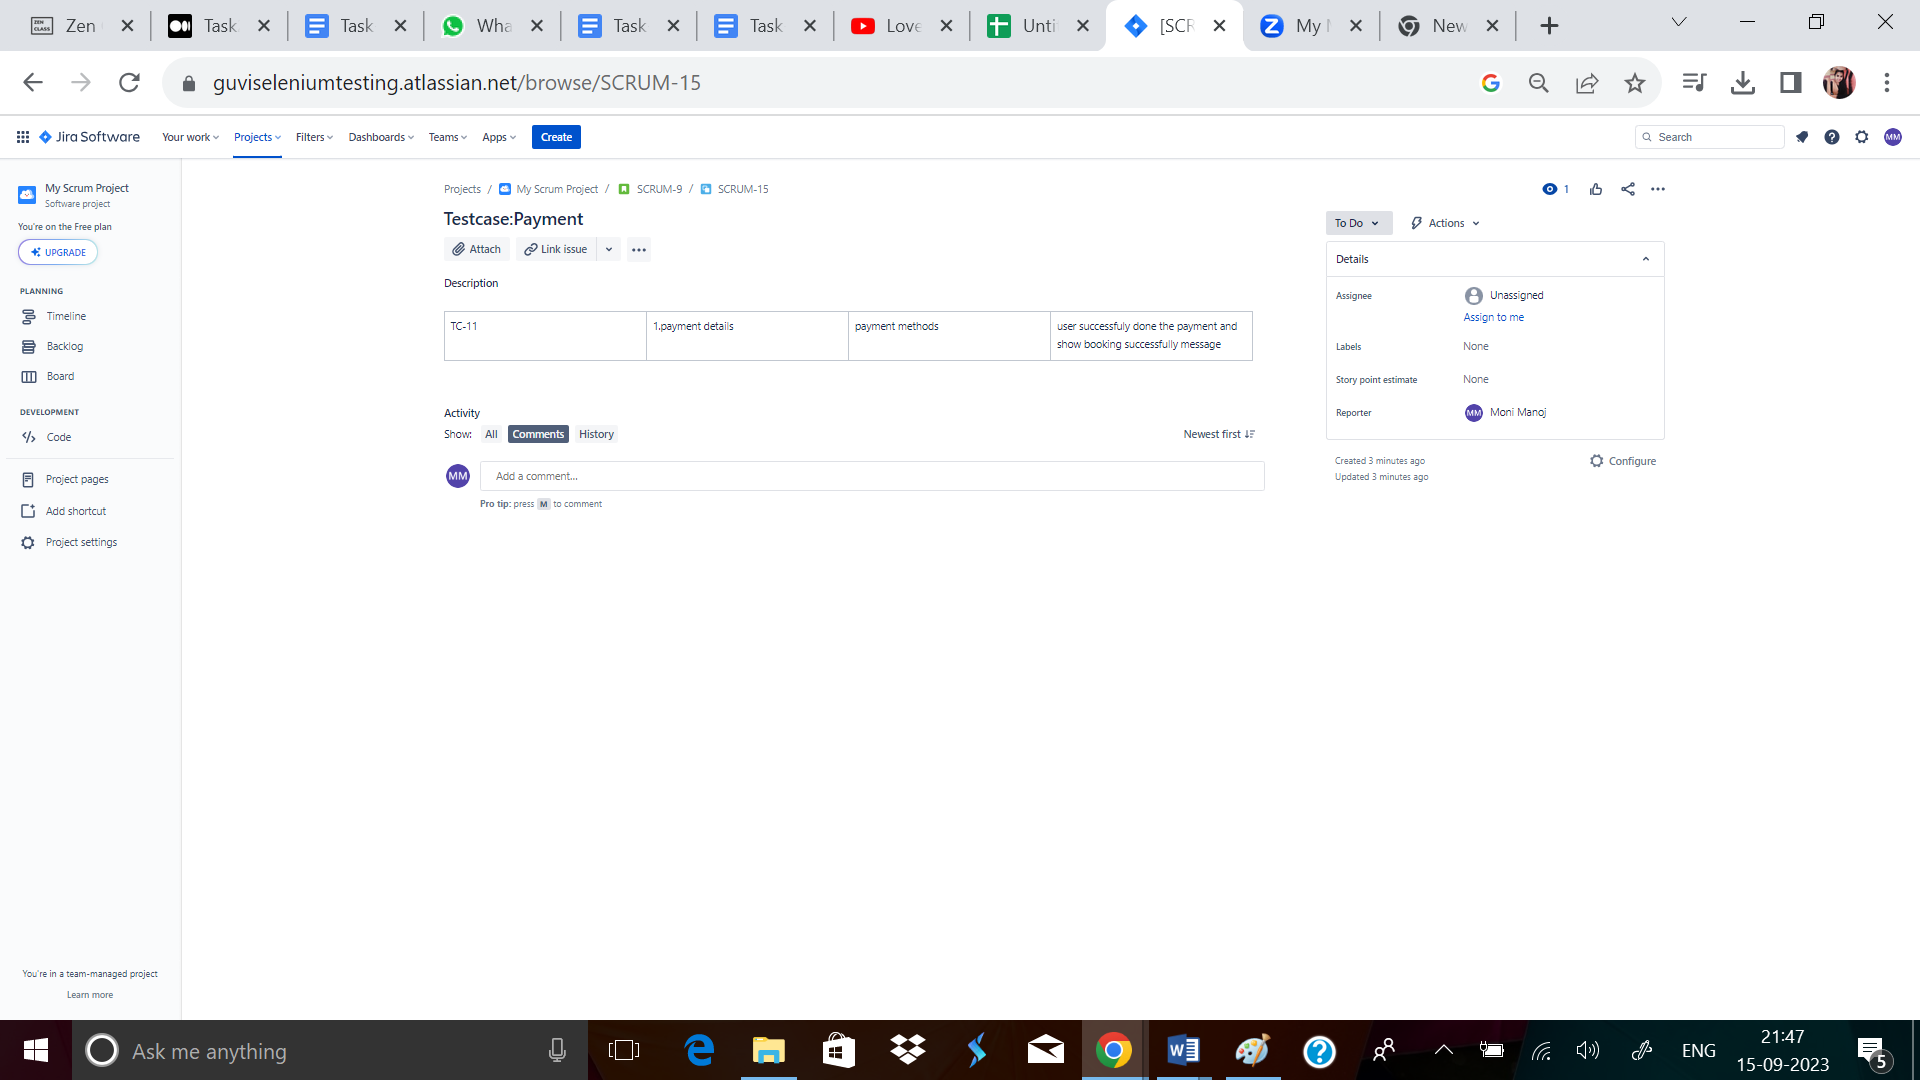 Zen
Task
Task
Wha
Task
Task
Love
Unti
[SCR
My
New
guviseleniumtesting.atlassian.net/browse/SCRUM-15
Jira Software
Your work
Projects
Filters
Dashboards
Teams
Apps
Create
Search
MM
My Scrum Project
Software project
You're on the Free plan
UPGRADE
PLANNING
Timeline
Backlog
Board
DEVELOPMENT
Code
Project pages
Add shortcut
Project settings
You're in a team-managed project
Learn more
Projects / My Scrum Project / SCRUM-9 / SCRUM-15
1
Testcase:Payment
Attach
Link issue
Description
TC-11
1.payment details
payment methods
user successfuly done the payment and
show booking successfully message
Activity
Show: All Comments History
Newest first
MM
Add a comment...
Pro tip: press M to comment
To Do
Actions
Details
Assignee
Unassigned
Assign to me
Labels
None
Story point estimate
None
Reporter
MM Moni Manoj
Created 3 minutes ago
Updated 3 minutes ago
Configure
Ask me anything
ENG
21:47
15-09-2023
5